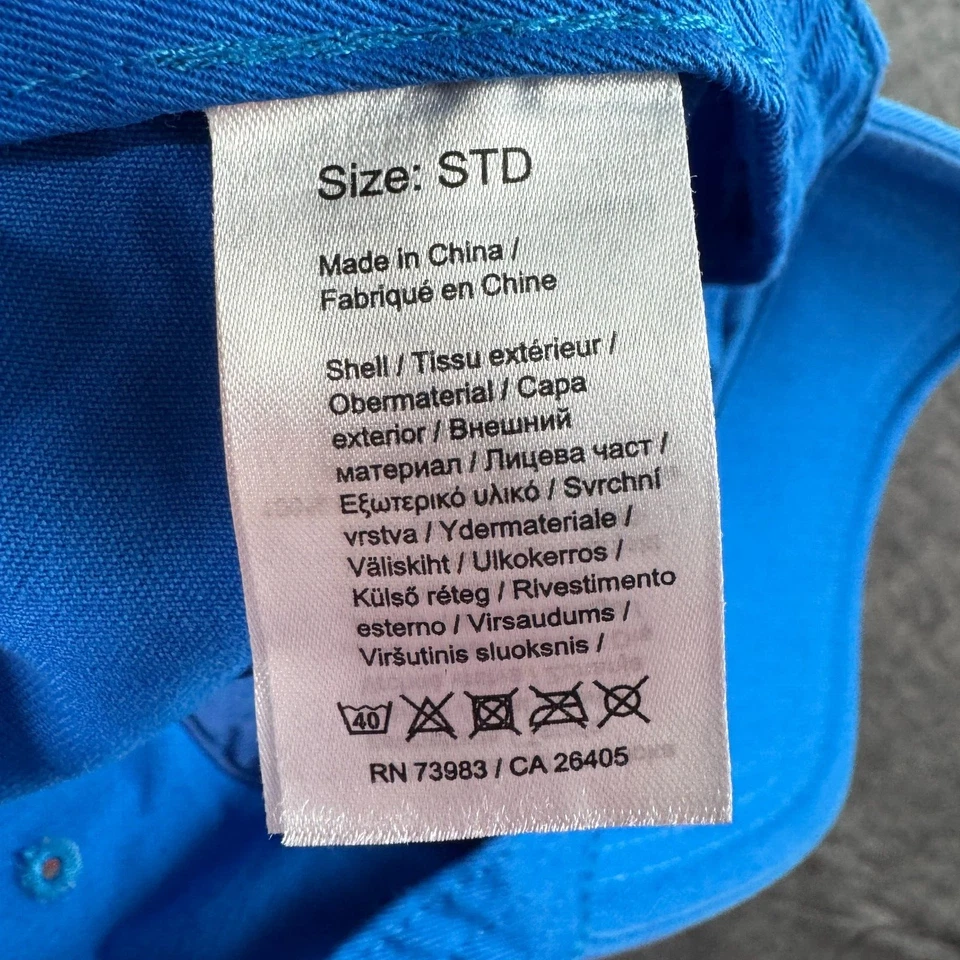 Size: STD
Made in China /
Fabriqué en Chine
Shell / Tissu extérieur /
Obermaterial / Capa
exterior / Внешний
материал / Лицева част /
Εξωτερικό υλικό / Svrchní
vrstva / Ydermateriale /
Väliskiht / Ulkokerros /
Külső réteg / Rivestimento
esterno / Virsaudums /
Viršutinis sluoksnis /
40
RN 73983 / CA 26405